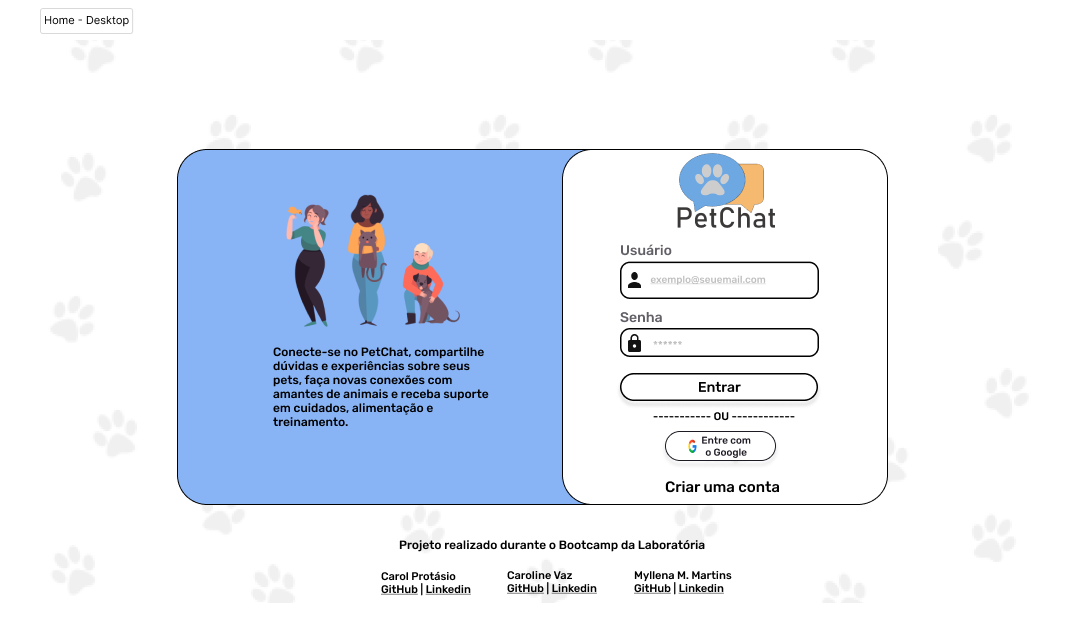 Home - Desktop
PetChat
Usuário
exemplo@seuemail.com
Senha
******
Entrar
Conecte-se no PetChat, compartilhe
dúvidas e experiências sobre seus
pets, faça novas conexões com
amantes de animais e receba suporte
em cuidados, alimentação e
treinamento.
----------- OU ------------
Entre com
o Google
Criar uma conta
Projeto realizado durante o Bootcamp da Laboratória
Carol Protásio
GitHub | Linkedin
Caroline Vaz
GitHub | Linkedin
Myllena M. Martins
GitHub | Linkedin